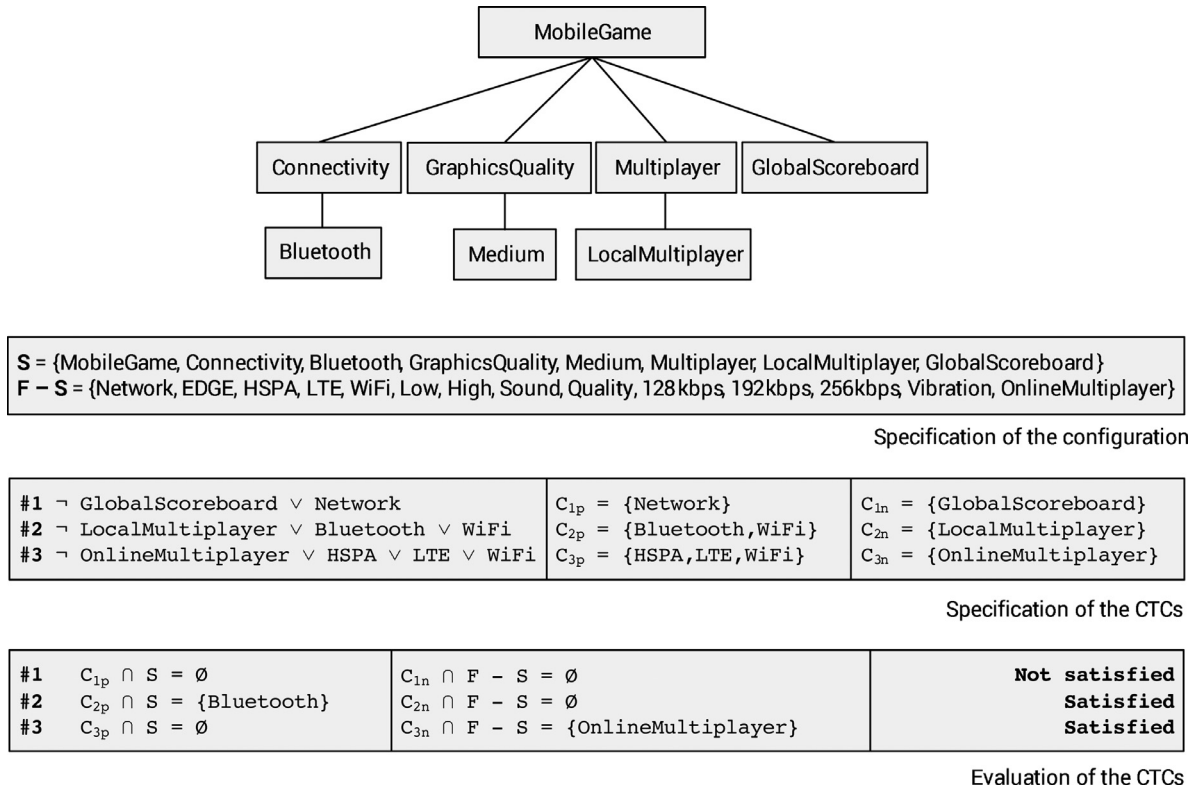 MobileGame
Connectivity GraphicsQuality Multiplayer GlobalScoreboard
Bluetooth Medium LocalMultiplayer
S = {MobileGame, Connectivity, Bluetooth, GraphicsQuality, Medium, Multiplayer, LocalMultiplayer, GlobalScoreboard}
F – S = {Network, EDGE, HSPA, LTE, WiFi, Low, High, Sound, Quality, 128kbps, 192kbps, 256kbps, Vibration, OnlineMultiplayer}
Specification of the configuration
#1 ¬ GlobalScoreboard ∨ Network C₁ₚ = {Network} C₁ₙ = {GlobalScoreboard}
#2 ¬ LocalMultiplayer ∨ Bluetooth ∨ WiFi C₂ₚ = {Bluetooth,WiFi} C₂ₙ = {LocalMultiplayer}
#3 ¬ OnlineMultiplayer ∨ HSPA ∨ LTE ∨ WiFi C₃ₚ = {HSPA,LTE,WiFi} C₃ₙ = {OnlineMultiplayer}
Specification of the CTCs
#1 C₁ₚ ∩ S = Ø C₁ₙ ∩ F – S = Ø Not satisfied
#2 C₂ₚ ∩ S = {Bluetooth} C₂ₙ ∩ F – S = Ø Satisfied
#3 C₃ₚ ∩ S = Ø C₃ₙ ∩ F – S = {OnlineMultiplayer} Satisfied
Evaluation of the CTCs